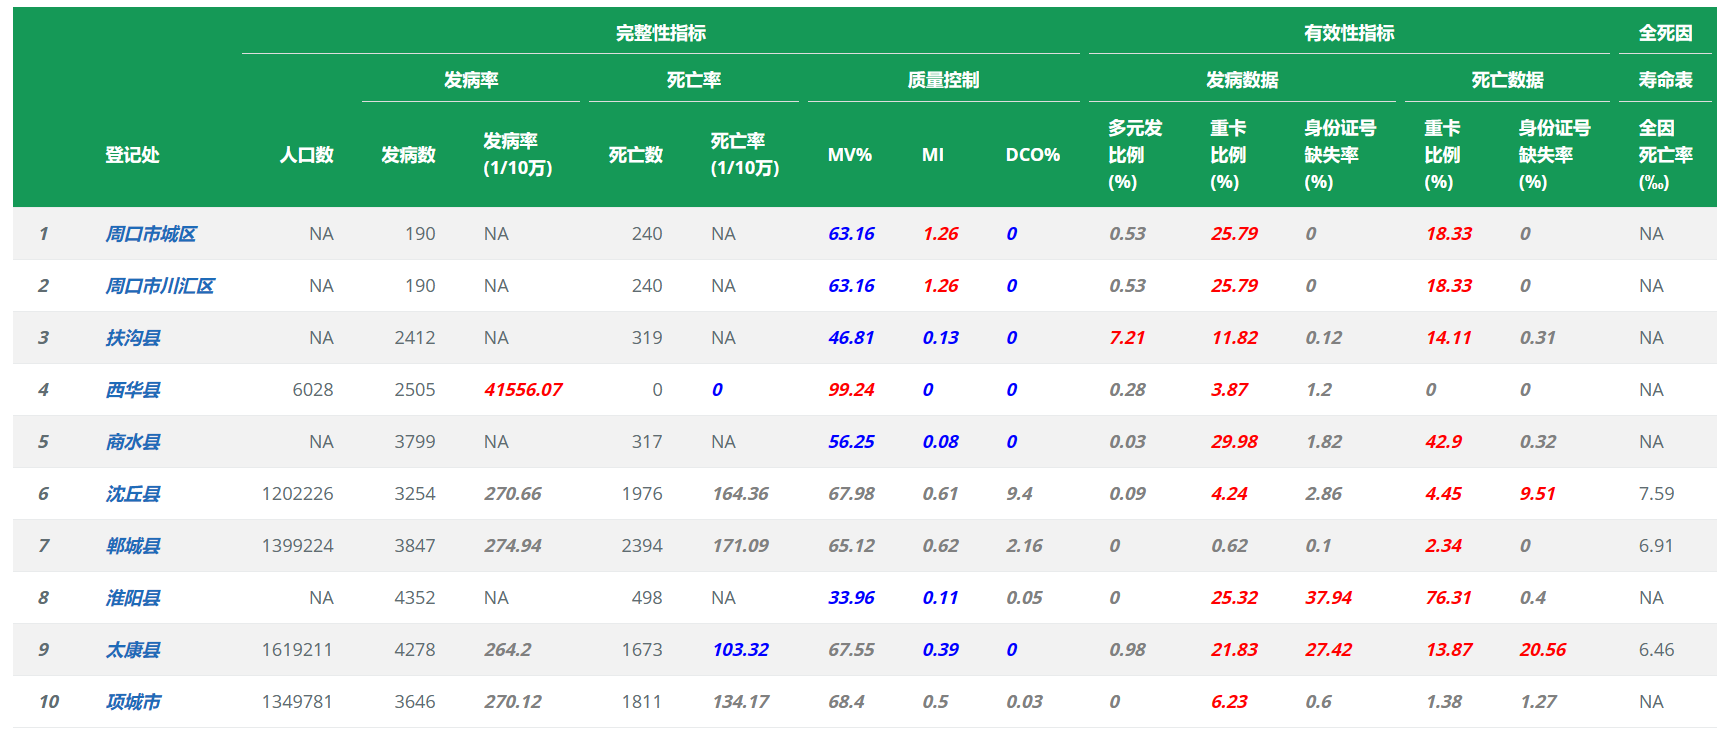 完整性指标 有效性指标 全死因
发病率 死亡率 质量控制 发病数据 死亡数据 寿命表
登记处 人口数 发病数 发病率 (1/10万) 死亡数 死亡率 (1/10万) MV% MI DCO% 多元发 比例 (%) 重卡 比例 (%) 身份证号 缺失率 (%) 重卡 比例 (%) 身份证号 缺失率 (%) 全因 死亡率 (‰)
1 周口市城区 NA 190 NA 240 NA 63.16 1.26 0 0.53 25.79 0 18.33 0 NA
2 周口市川汇区 NA 190 NA 240 NA 63.16 1.26 0 0.53 25.79 0 18.33 0 NA
3 扶沟县 NA 2412 NA 319 NA 46.81 0.13 0 7.21 11.82 0.12 14.11 0.31 NA
4 西华县 6028 2505 41556.07 0 0 99.24 0 0 0.28 3.87 1.2 0 0 NA
5 商水县 NA 3799 NA 317 NA 56.25 0.08 0 0.03 29.98 1.82 42.9 0.32 NA
6 沈丘县 1202226 3254 270.66 1976 164.36 67.98 0.61 9.4 0.09 4.24 2.86 4.45 9.51 7.59
7 郸城县 1399224 3847 274.94 2394 171.09 65.12 0.62 2.16 0 0.62 0.1 2.34 0 6.91
8 淮阳县 NA 4352 NA 498 NA 33.96 0.11 0.05 0 25.32 37.94 76.31 0.4 NA
9 太康县 1619211 4278 264.2 1673 103.32 67.55 0.39 0 0.98 21.83 27.42 13.87 20.56 6.46
10 项城市 1349781 3646 270.12 1811 134.17 68.4 0.5 0.03 0 6.23 0.6 1.38 1.27 NA